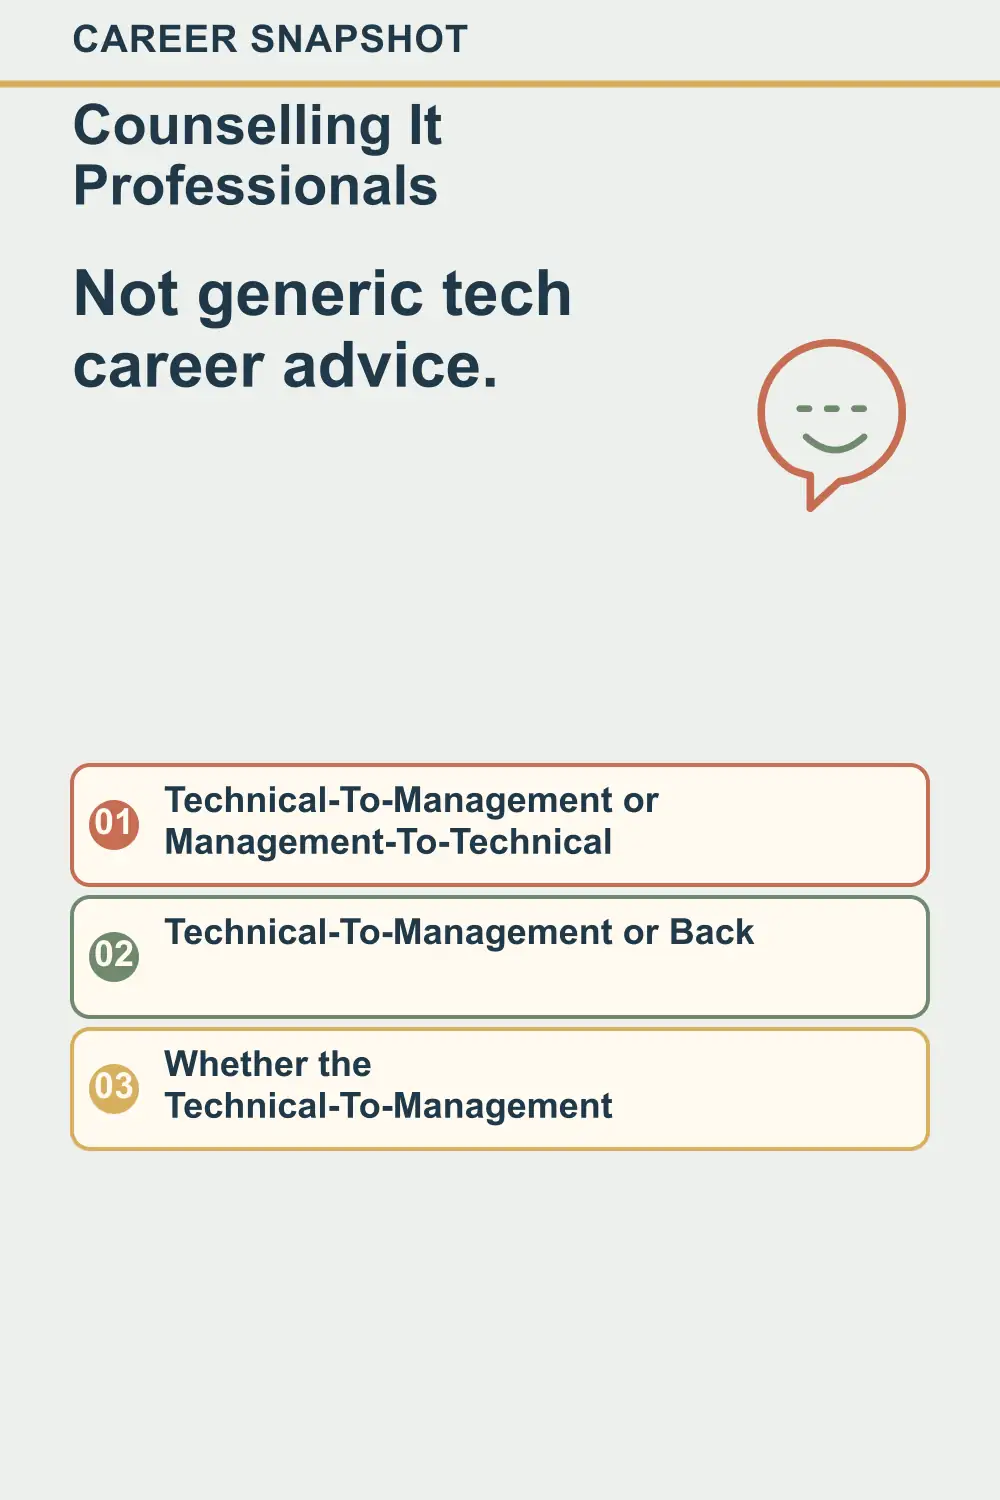 CAREER SNAPSHOT
Counselling It
Professionals
Not generic tech
career advice.
01
Technical-To-Management or
Management-To-Technical
02
Technical-To-Management or Back
03
Whether the
Technical-To-Management